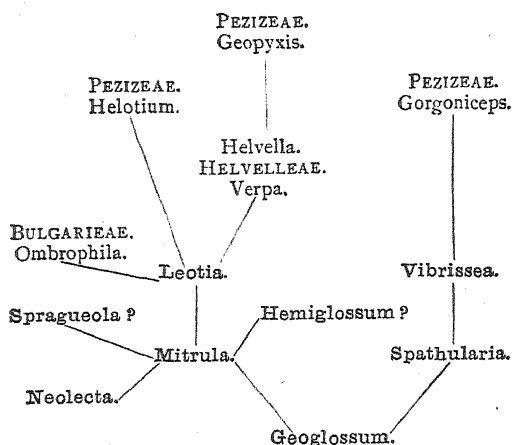 PEZIZEAE.
Geopyxis.
PEZIZEAE.
Helotium.
PEZIZEAE.
Gorgoniceps.
Helvella.
HELVELLEAE.
Verpa.
BULGARIEAE.
Ombrophila.
Leotia.
Vibrissea.
Spragueola ?
Hemiglossum ?
Mitrula.
Spathularia.
Neolecta.
Geoglossum.